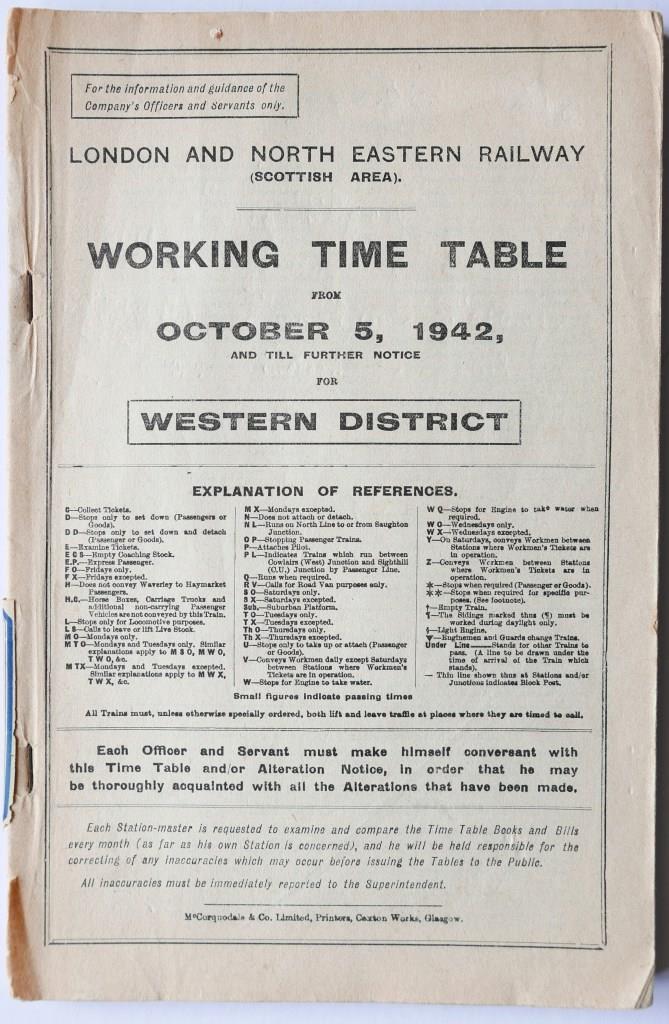 For the information and guidance of the
Company's Officers and Servants only.
LONDON AND NORTH EASTERN RAILWAY
(SCOTTISH AREA).
WORKING TIME TABLE
FROM
OCTOBER 5, 1942,
AND TILL FURTHER NOTICE
FOR
WESTERN DISTRICT
EXPLANATION OF REFERENCES.
C—Collect Tickets.
D—Stops only to set down (Passengers or
Goods).
D D—Stops only to set down and detach
(Passenger or Goods).
E—Examine Tickets.
E C S—Empty Coaching Stock.
E.P.—Express Passenger.
F O—Fridays only.
F X—Fridays excepted.
H—Does not convey Waverley to Haymarket
Passengers.
H.C.—Horse Boxes, Carriage Trucks and
additional non-carrying Passenger
Vehicles are not conveyed by this Train.
L—Stops only for Locomotive purposes.
L S—Calls to leave or lift Live Stock.
M O—Mondays only.
M T O—Mondays and Tuesdays only. Similar
explanations apply to M S O, M W O,
T W O, &c.
M TX—Mondays and Tuesdays excepted.
Similar explanations apply to M W X,
T W X, &c.
M X—Mondays excepted.
N—Does not attach or detach.
N L—Runs on North Line to or from Saughton
Junction.
O P—Stopping Passenger Trains.
P—Attaches Pilot.
P L—Indicates Trains which run between
Cowlairs (West) Junction and Sighthill
(C.U.) Junction by Passenger Line.
Q—Runs when required.
R V—Calls for Road Van purposes only.
S O—Saturdays only.
S X—Saturdays excepted.
Sub.—Suburban Platform.
T O—Tuesdays only.
T X—Tuesdays excepted.
Th O—Thursdays only.
Th X—Thursdays excepted.
U—Stops only to take up or attach (Passenger
or Goods).
V—Conveys Workmen daily except Saturdays
between Stations where Workmen's
Tickets are in operation.
W—Stops for Engine to take water.
W Q—Stops for Engine to take water when
required.
W O—Wednesdays only.
W X—Wednesdays excepted.
Y—On Saturdays, conveys Workmen between
Stations where Workmen's Tickets are
in operation.
Z—Conveys Workmen between Stations
where Workmen's Tickets are in
operation.
✻—Stops when required (Passenger or Goods).
✻✻—Stops when required for specific pur-
poses. (See footnote).
†—Empty Train.
¶—The Sidings marked thus (¶) must be
worked during daylight only.
§—Light Engine.
▼—Enginemen and Guards change Trains.
Under Line ——Stands for other Trains to
pass. (A line to be drawn under the
time of arrival of the Train which
stands).
— Thin line shown thus at Stations and/or
Junctions indicates Block Post.
Small figures indicate passing times
All Trains must, unless otherwise specially ordered, both lift and leave traffic at places where they are timed to call.
Each Officer and Servant must make himself conversant with
this Time Table and/or Alteration Notice, in order that he may
be thoroughly acquainted with all the Alterations that have been made.
Each Station-master is requested to examine and compare the Time Table Books and Bills
every month (as far as his own Station is concerned), and he will be held responsible for the
correcting of any inaccuracies which may occur before issuing the Tables to the Public.
All inaccuracies must be immediately reported to the Superintendent.
McCorquodale & Co. Limited, Printers, Caxton Works, Glasgow.